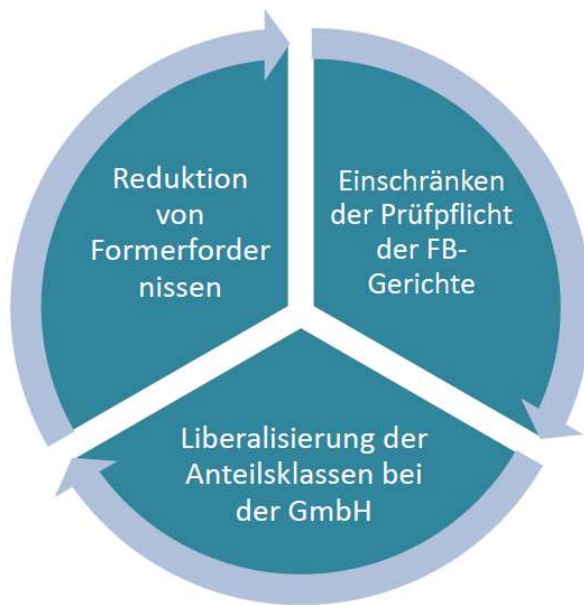 Reduktion
von
Formerforder
nissen
Einschränken
der Prüfpflicht
der FB-
Gerichte
Liberalisierung der
Anteilsklassen bei
der GmbH